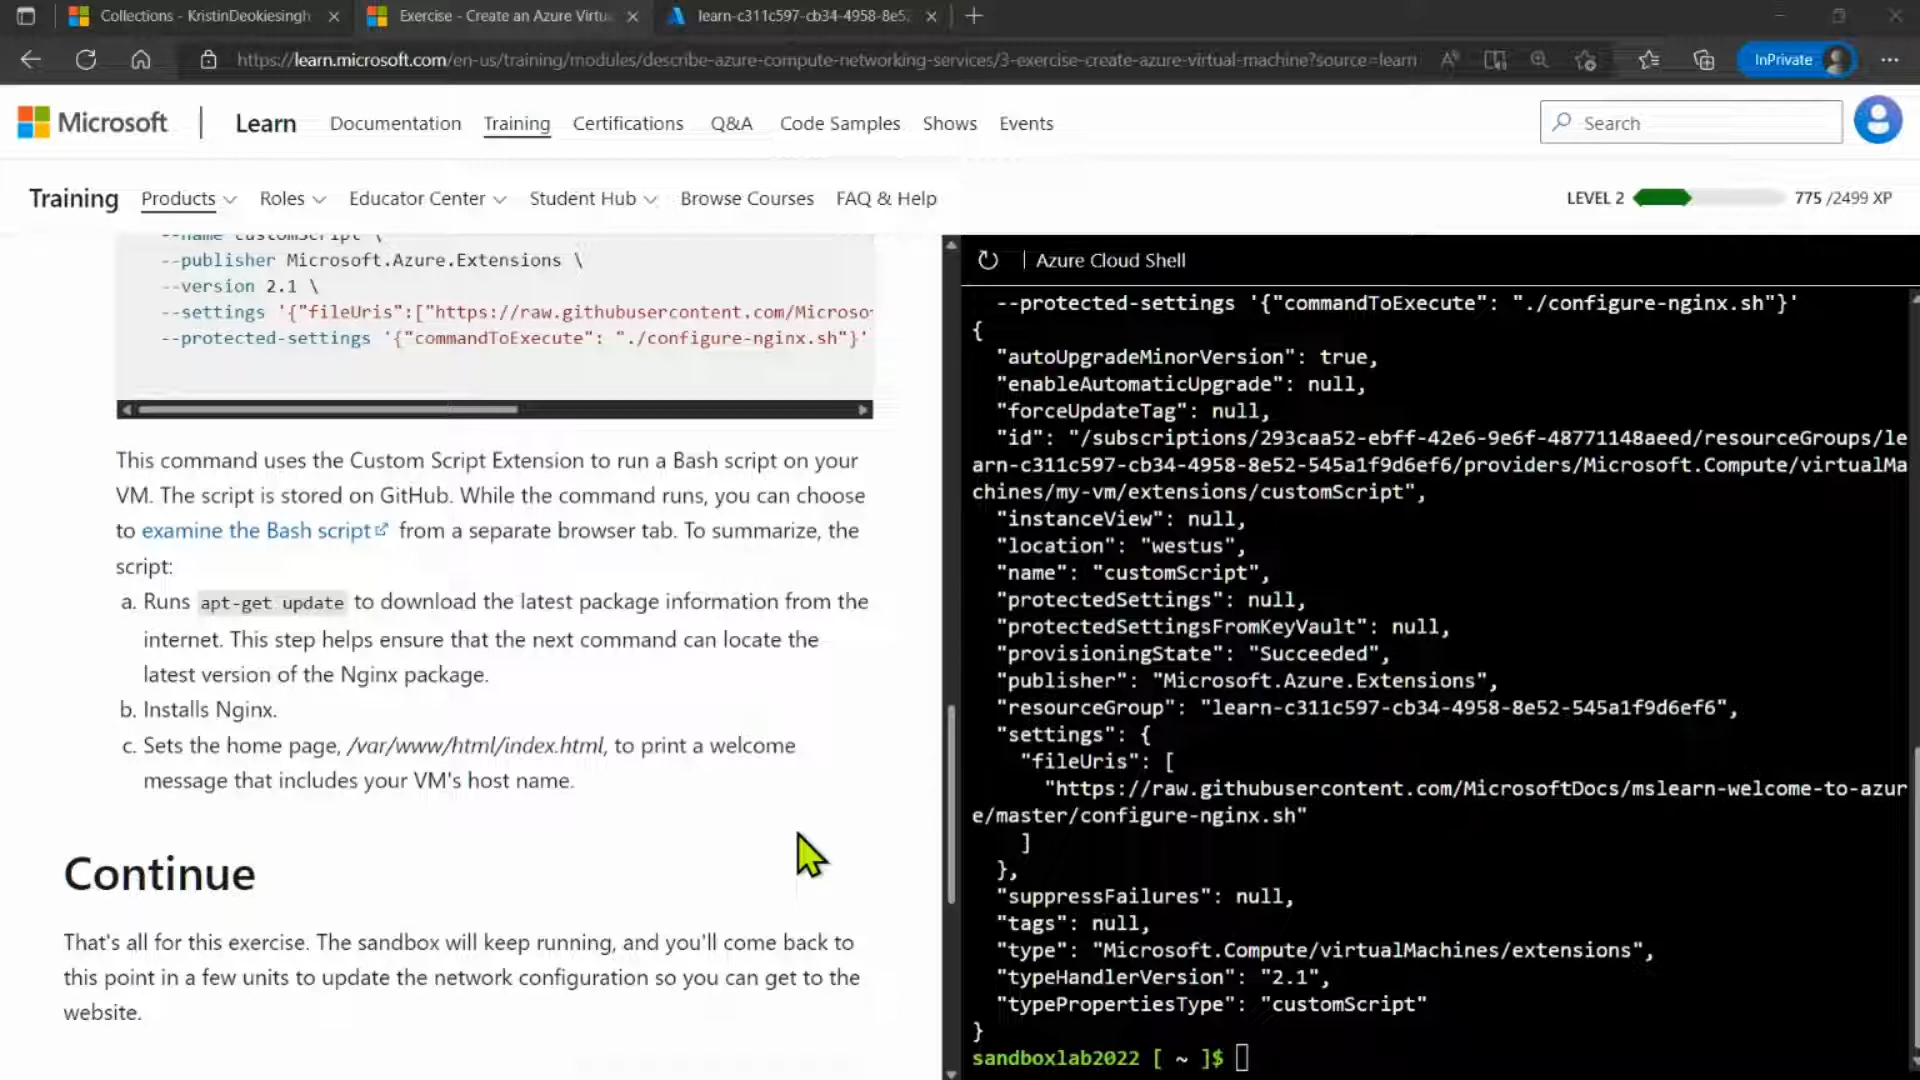 Collections - KristinDeokiesingh
Exercise - Create an Azure Virtu
learn-c311c597-cb34-4958-8e5
https://learn.microsoft.com/en-us/training/modules/describe-azure-compute-networking-services/3-exercise-create-azure-virtual-machine?source=learn
InPrivate
Microsoft
Learn
Documentation
Training
Certifications
Q&A
Code Samples
Shows
Events
Search
Training
Products
Roles
Educator Center
Student Hub
Browse Courses
FAQ & Help
LEVEL 2
775 /2499 XP
--name customScript \
--publisher Microsoft.Azure.Extensions \
--version 2.1 \
--settings '{"fileUris":["https://raw.githubusercontent.com/Microso
--protected-settings '{"commandToExecute": "./configure-nginx.sh"}'
This command uses the Custom Script Extension to run a Bash script on your
VM. The script is stored on GitHub. While the command runs, you can choose
to examine the Bash script from a separate browser tab. To summarize, the
script:
a. Runs apt-get update to download the latest package information from the
internet. This step helps ensure that the next command can locate the
latest version of the Nginx package.
b. Installs Nginx.
c. Sets the home page, /var/www/html/index.html, to print a welcome
message that includes your VM's host name.
Continue
That's all for this exercise. The sandbox will keep running, and you'll come back to
this point in a few units to update the network configuration so you can get to the
website.
Azure Cloud Shell
--protected-settings '{"commandToExecute": "./configure-nginx.sh"}'
{
"autoUpgradeMinorVersion": true,
"enableAutomaticUpgrade": null,
"forceUpdateTag": null,
"id": "/subscriptions/293caa52-ebff-42e6-9e6f-48771148aeed/resourceGroups/le
arn-c311c597-cb34-4958-8e52-545a1f9d6ef6/providers/Microsoft.Compute/virtualMa
chines/my-vm/extensions/customScript",
"instanceView": null,
"location": "westus",
"name": "customScript",
"protectedSettings": null,
"protectedSettingsFromKeyVault": null,
"provisioningState": "Succeeded",
"publisher": "Microsoft.Azure.Extensions",
"resourceGroup": "learn-c311c597-cb34-4958-8e52-545a1f9d6ef6",
"settings": {
"fileUris": [
"https://raw.githubusercontent.com/MicrosoftDocs/mslearn-welcome-to-azur
e/master/configure-nginx.sh"
]
},
"suppressFailures": null,
"tags": null,
"type": "Microsoft.Compute/virtualMachines/extensions",
"typeHandlerVersion": "2.1",
"typePropertiesType": "customScript"
}
sandboxlab2022 [ ~ ]$